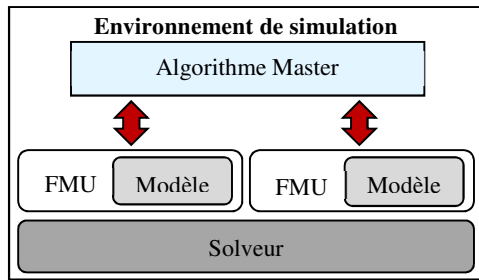 Environnement de simulation
Algorithme Master
FMU Modèle FMU Modèle
Solveur